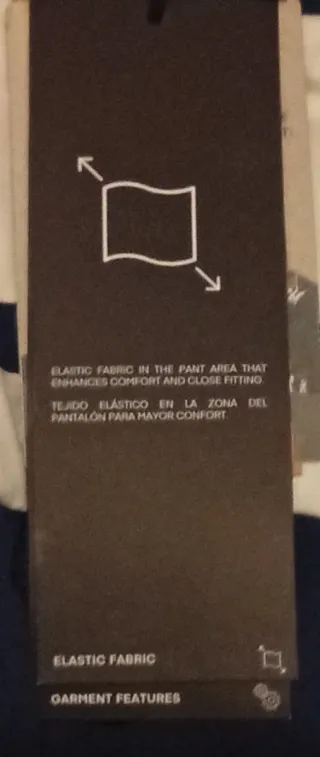 ELASTIC FABRIC IN THE PANT AREA THAT
ENHANCES COMFORT AND CLOSE FITTING.
TEJIDO ELÁSTICO EN LA ZONA DEL
PANTALÓN PARA MAYOR CONFORT.
ELASTIC FABRIC
GARMENT FEATURES